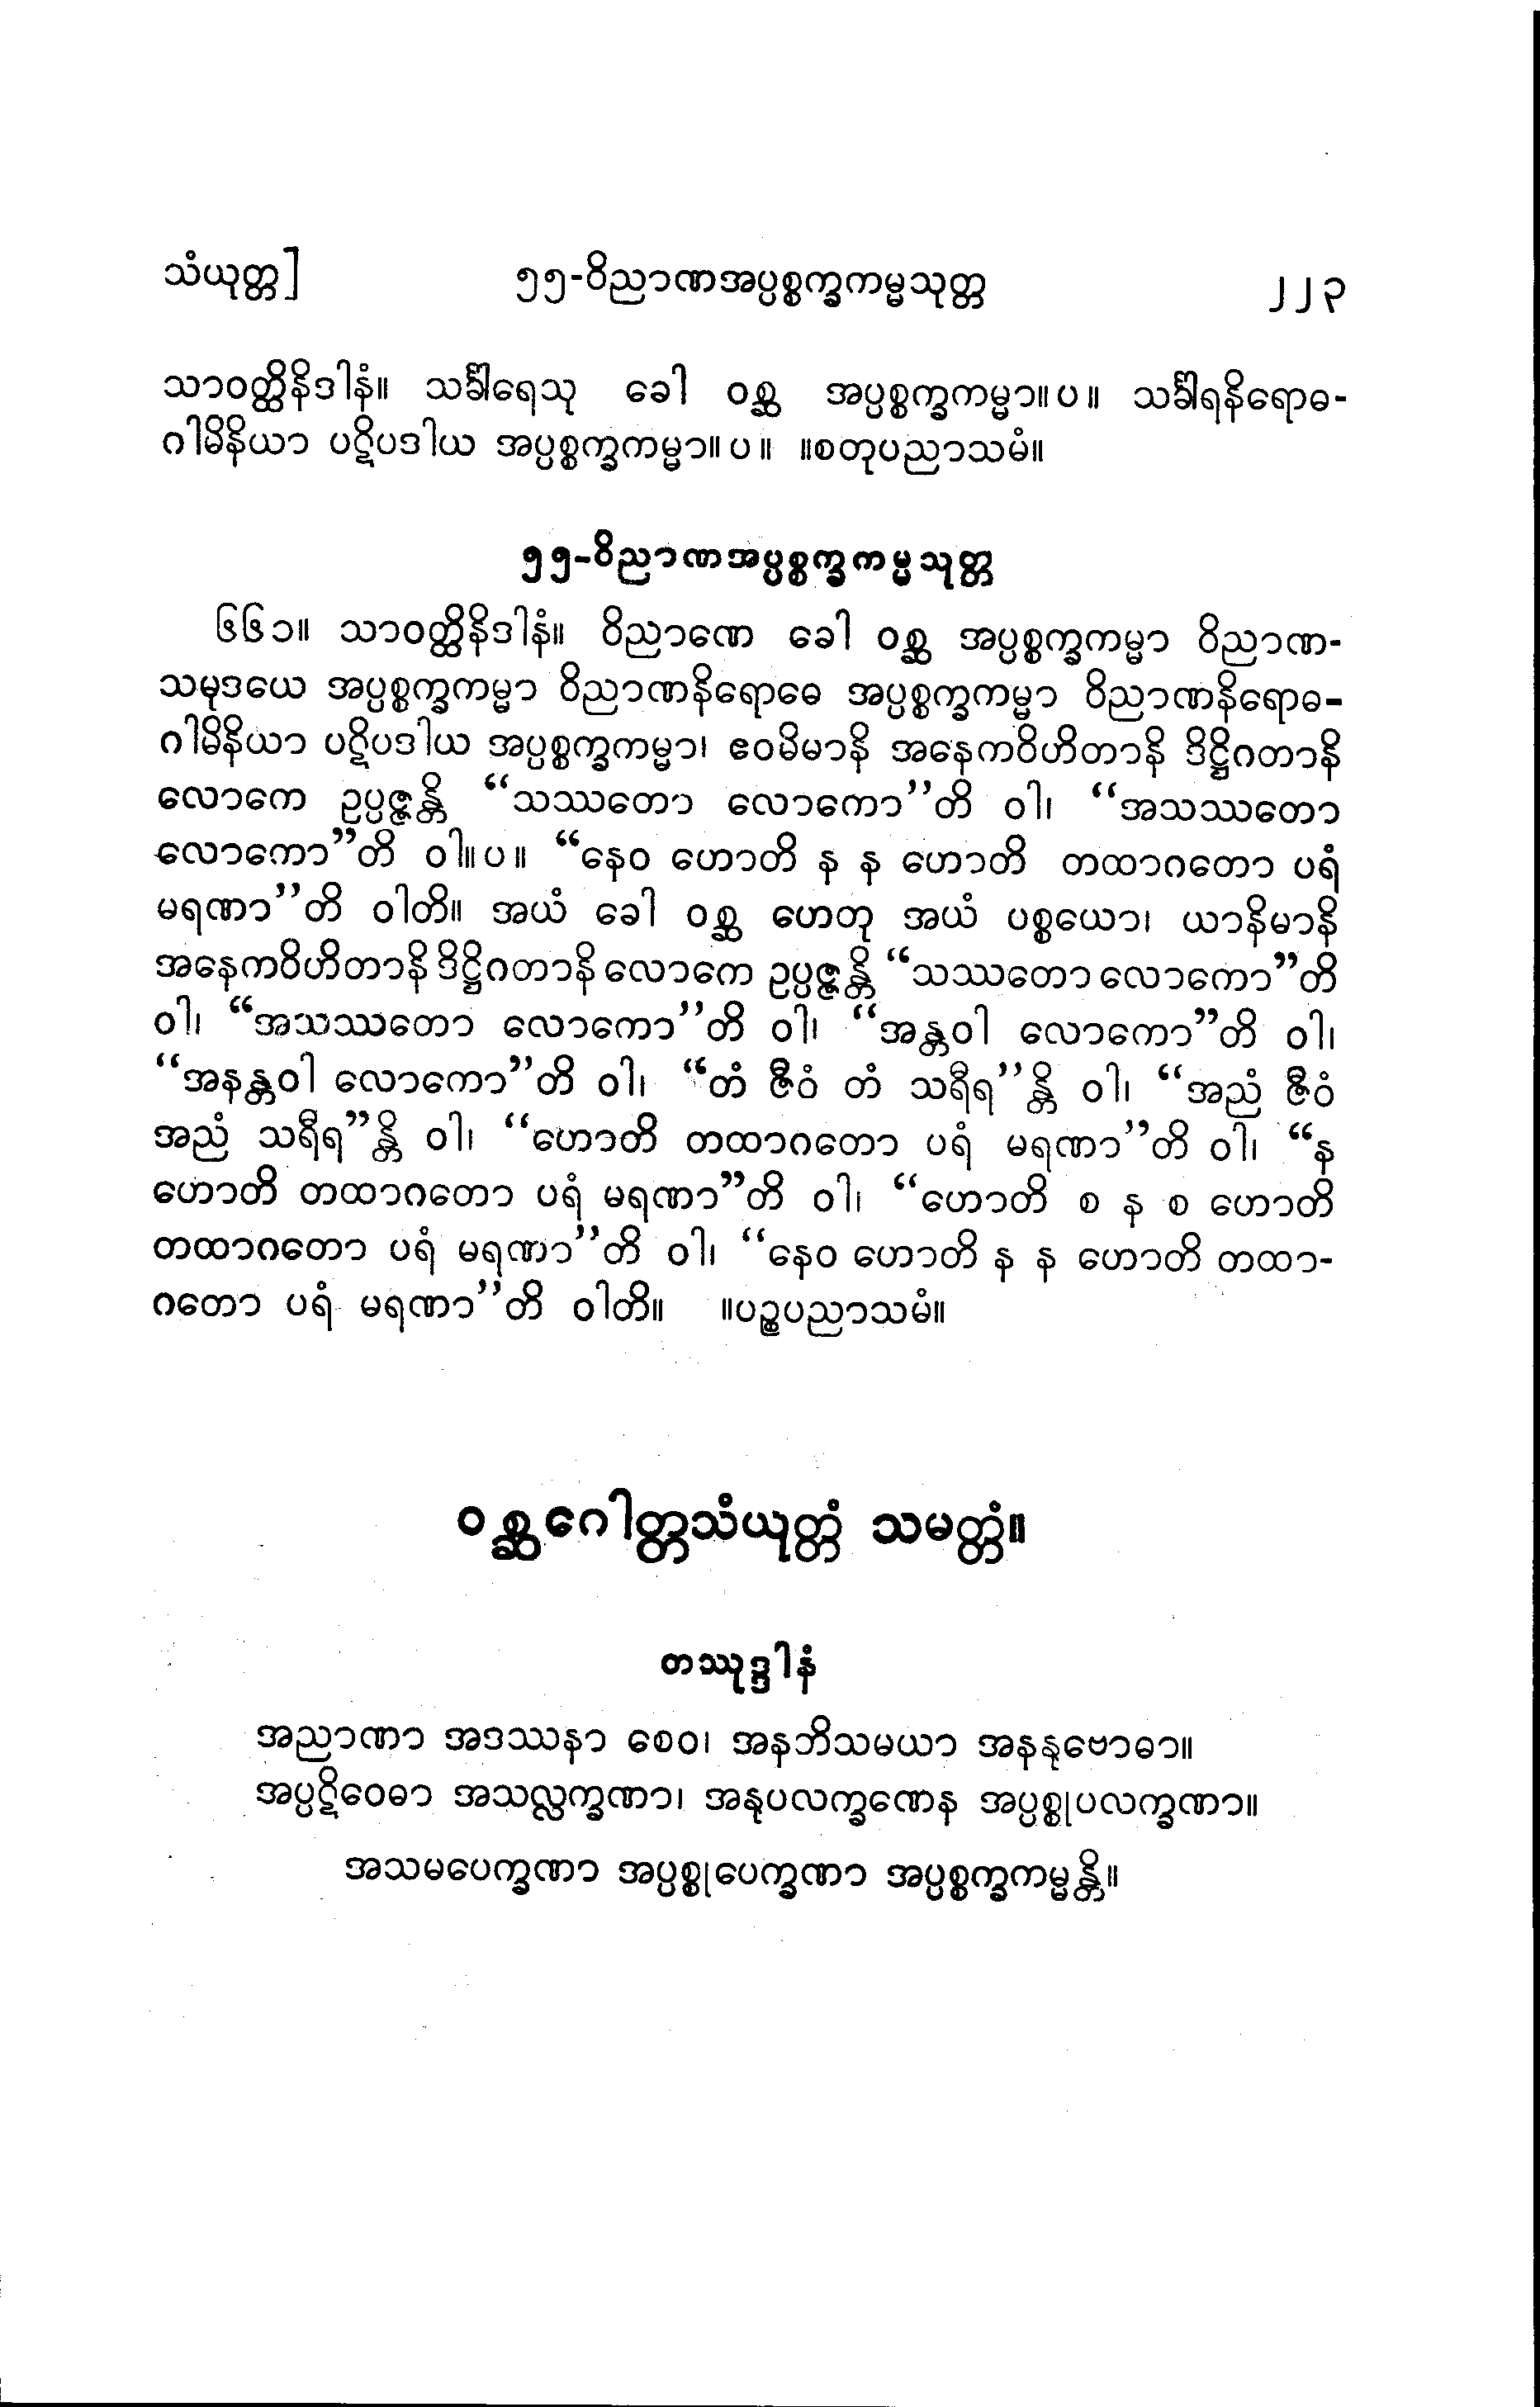 သံယုတ္တ] ၅၅-ဝိညာဏအပ္ပစ္စက္ခကမ္မသုတ္တ ၂၂၃
သာဝတ္ထိနိဒါနံ။ သင်္ခါရေသု ခေါ ဝစ္ဆ အပ္ပစ္စက္ခကမ္မာ။ပ။ သင်္ခါရနိရောဓ-
ဂါမိနိယာ ပဋိပဒါယ အပ္ပစ္စက္ခကမ္မာ။ပ။ ။စတုပညာသမံ။
၅၅-ဝိညာဏအပ္ပစ္စက္ခကမ္မသုတ္တ
၆၆၁။ သာဝတ္ထိနိဒါနံ။ ဝိညာဏေ ခေါ ဝစ္ဆ အပ္ပစ္စက္ခကမ္မာ ဝိညာဏ-
သမုဒယေ အပ္ပစ္စက္ခကမ္မာ ဝိညာဏနိရောဓေ အပ္ပစ္စက္ခကမ္မာ ဝိညာဏနိရောဓ-
ဂါမိနိယာ ပဋိပဒါယ အပ္ပစ္စက္ခကမ္မာ၊ ဧဝမိမာနိ အနေကဝိဟိတာနိ ဒိဋ္ဌိဂတာနိ
လောကေ ဥပ္ပဇ္ဇန္တိ “သဿတော လောကော”တိ ဝါ၊ “အသဿတော
လောကော”တိ ဝါ။ပ။ “နေဝ ဟောတိ န န ဟောတိ တထာဂတော ပရံ
မရဏာ”တိ ဝါတိ။ အယံ ခေါ ဝစ္ဆ ဟေတု အယံ ပစ္စယော၊ ယာနိမာနိ
အနေကဝိဟိတာနိ ဒိဋ္ဌိဂတာနိ လောကေ ဥပ္ပဇ္ဇန္တိ “သဿတော လောကော”တိ
ဝါ၊ “အသဿတော လောကော”တိ ဝါ၊ “အန္တဝါ လောကော”တိ ဝါ၊
“အနန္တဝါ လောကော”တိ ဝါ၊ “တံ ဇီဝံ တံ သရီရ”န္တိ ဝါ၊ “အညံ ဇီဝံ
အညံ သရီရ”န္တိ ဝါ၊ “ဟောတိ တထာဂတော ပရံ မရဏာ”တိ ဝါ၊ “န
ဟောတိ တထာဂတော ပရံ မရဏာ”တိ ဝါ၊ “ဟောတိ စ န စ ဟောတိ
တထာဂတော ပရံ မရဏာ”တိ ဝါ၊ “နေဝ ဟောတိ န န ဟောတိ တထာ-
ဂတော ပရံ မရဏာ”တိ ဝါတိ။ ။ပဉ္စပညာသမံ။
ဝစ္ဆဂေါတ္တသံယုတ္တံ သမတ္တံ။
တဿုဒ္ဒါနံ
အညာဏာ အဒဿနာ စေဝ၊ အနဘိသမယာ အနနုဗောဓာ။
အပ္ပဋိဝေဓာ အသလ္လက္ခဏာ၊ အနုပလက္ခဏေန အပ္ပစ္စုပလက္ခဏာ။
အသမပေက္ခဏာ အပ္ပစ္စုပေက္ခဏာ အပ္ပစ္စက္ခကမ္မန္တိ။